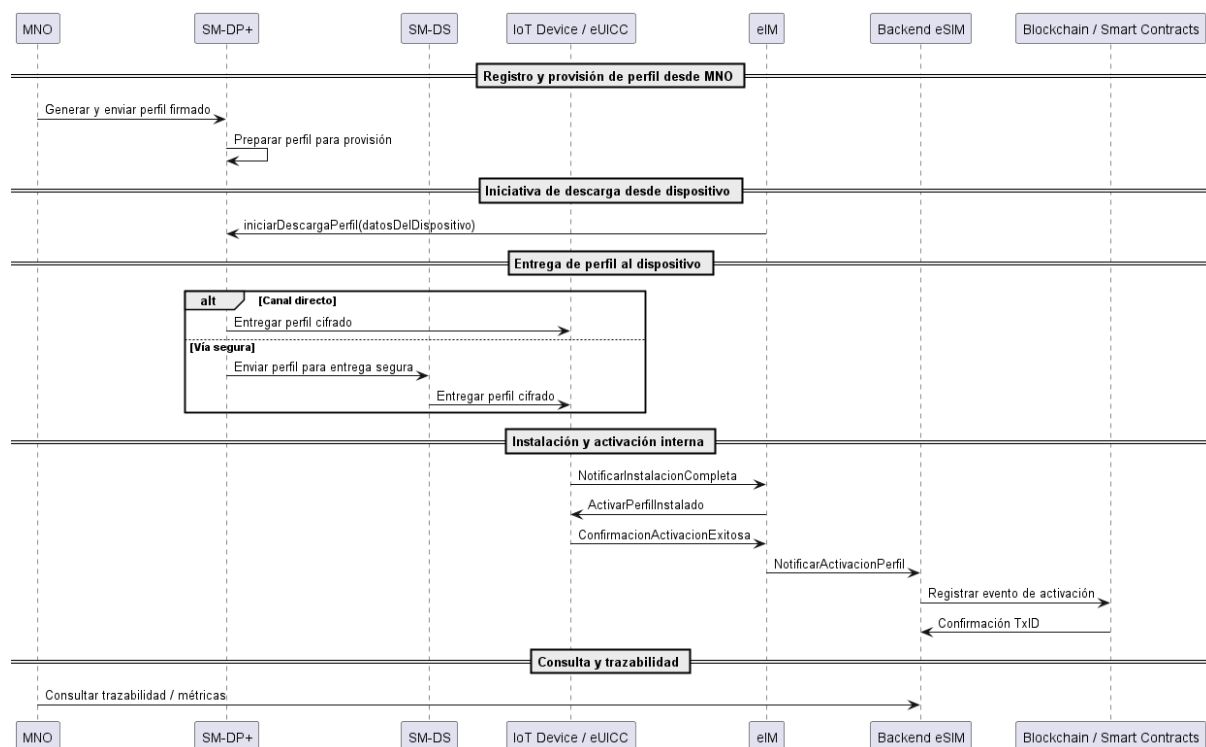 MNO
SM-DP+
SM-DS
IoT Device / eUICC
eIM
Backend eSIM
Blockchain / Smart Contracts
Registro y provisión de perfil desde MNO
Generar y enviar perfil firmado
Preparar perfil para provisión
Iniciativa de descarga desde dispositivo
iniciarDescargaPerfil(datosDelDispositivo)
Entrega de perfil al dispositivo
alt [Canal directo]
Entregar perfil cifrado
[Vía segura]
Enviar perfil para entrega segura
Entregar perfil cifrado
Instalación y activación interna
NotificarInstalacionCompleta
ActivarPerfilInstalado
ConfirmacionActivacionExitosa
NotificarActivacionPerfil
Registrar evento de activación
Confirmación TxID
Consulta y trazabilidad
Consultar trazabilidad / métricas
MNO
SM-DP+
SM-DS
IoT Device / eUICC
eIM
Backend eSIM
Blockchain / Smart Contracts